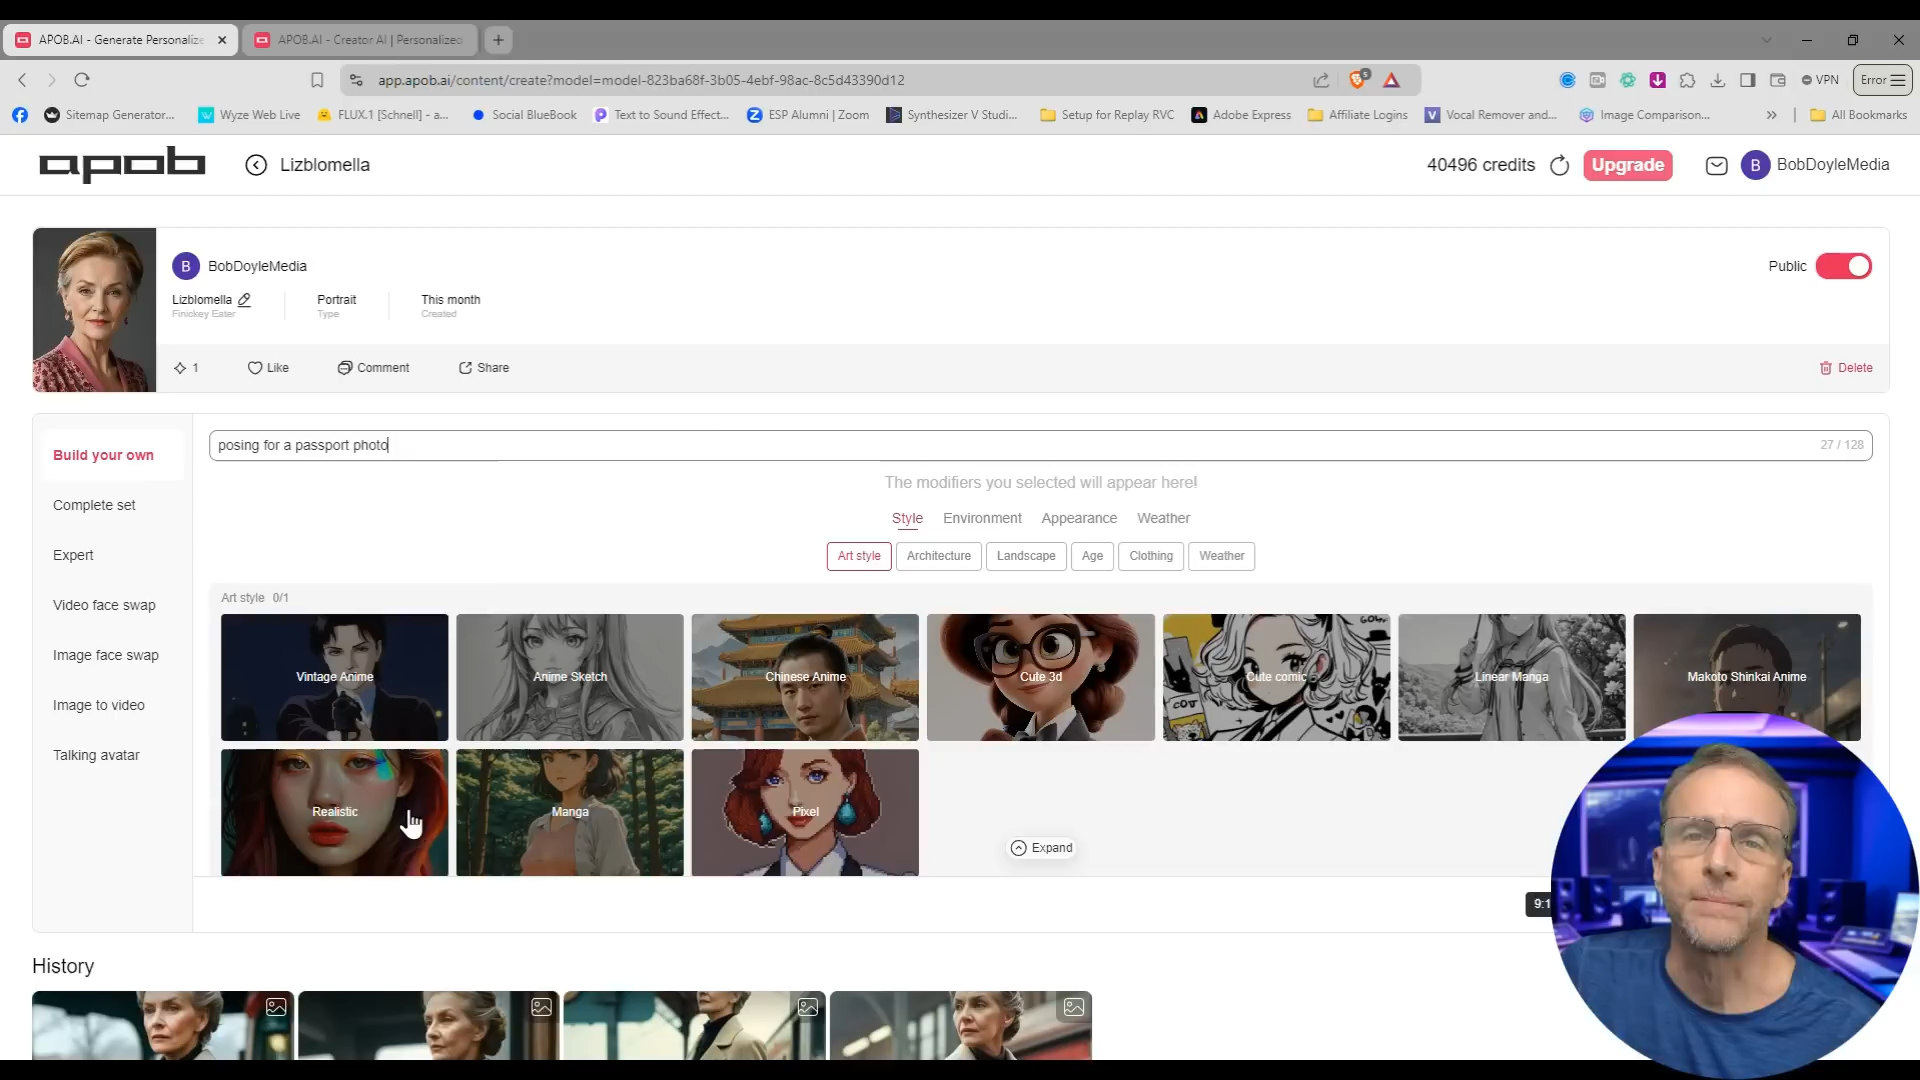 APOB.AI - Generate Personalize
APOB.AI - Creator AI | Personalized
app.apob.ai/content/create?model=model-823ba68f-3b05-4ebf-98ac-8c5d43390d12
5
VPN
Error
Sitemap Generator...
Wyze Web Live
FLUX.1 [Schnell] - a...
Social BlueBook
Text to Sound Effect...
ESP Alumni | Zoom
Synthesizer V Studi...
Setup for Replay RVC
Adobe Express
Affiliate Logins
Vocal Remover and...
Image Comparison...
All Bookmarks
apob
Lizblomella
40496 credits
Upgrade
B
BobDoyleMedia
B
BobDoyleMedia
Public
Lizblomella
Portrait
This month
Finickey Eater
Type
Created
1
Like
Comment
Share
Delete
Build your own
Complete set
Expert
Video face swap
Image face swap
Image to video
Talking avatar
posing for a passport photo
27 / 128
The modifiers you selected will appear here!
Style
Environment
Appearance
Weather
Art style
Architecture
Landscape
Age
Clothing
Weather
Art style 0/1
Vintage Anime
Anime Sketch
Chinese Anime
Cute 3d
Cute comic
Linear Manga
Makoto Shinkai Anime
Realistic
Manga
Pixel
Expand
9:1
History